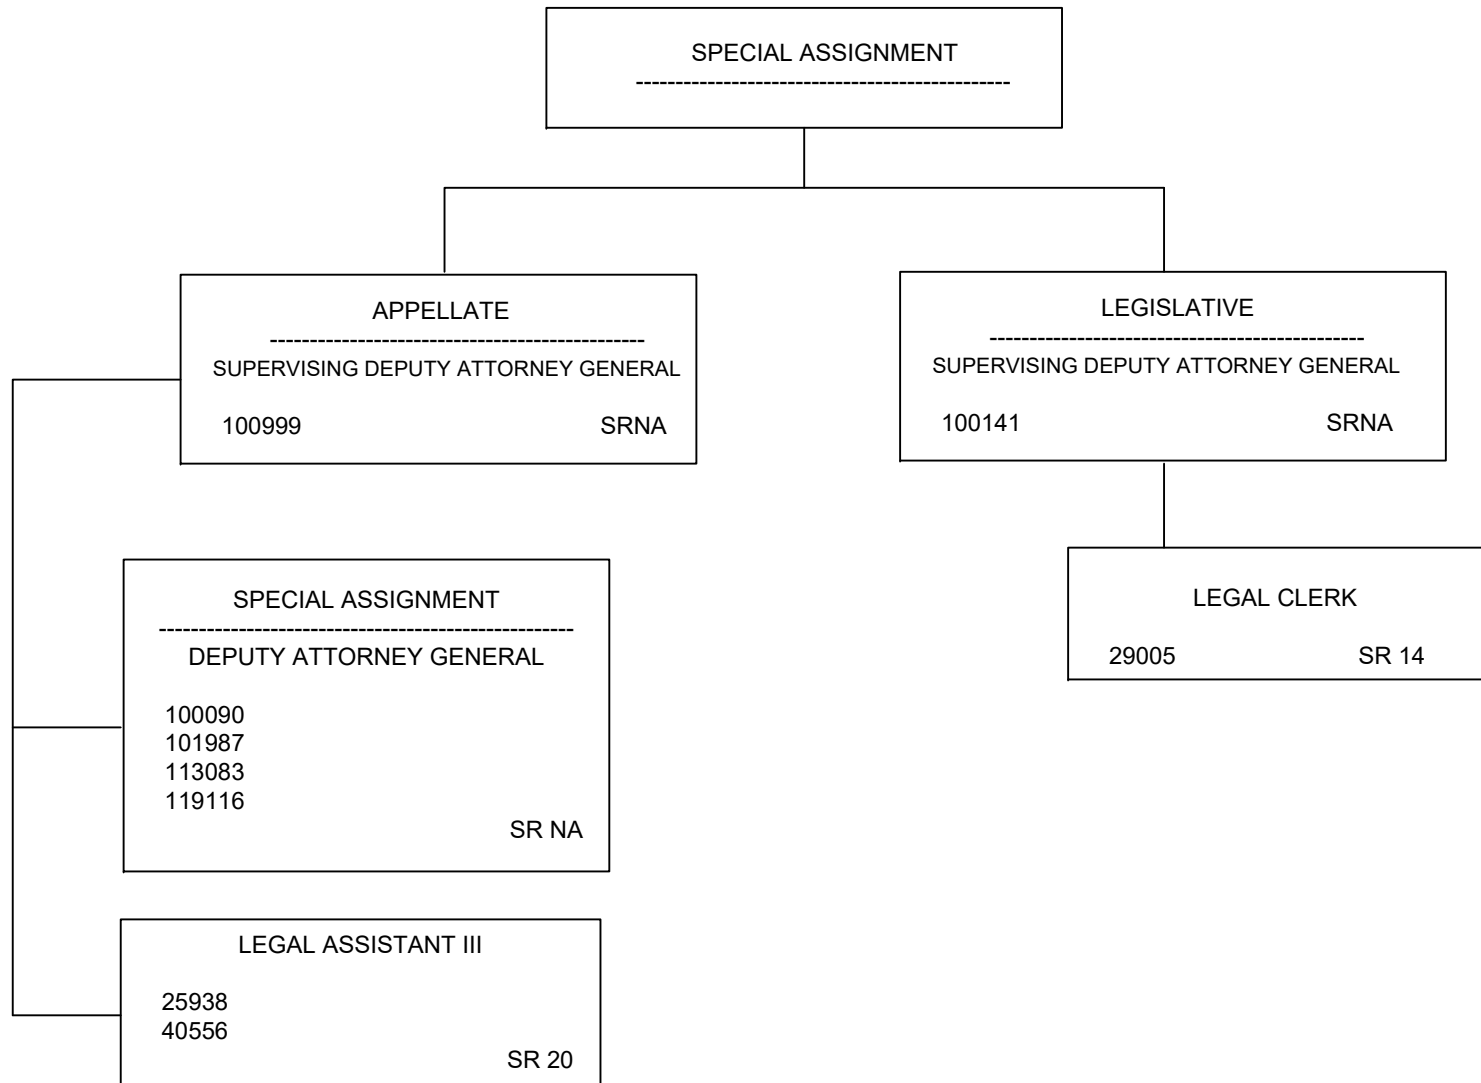 SPECIAL ASSIGNMENT
-----------------------------------------------
APPELLATE
-----------------------------------------------
SUPERVISING DEPUTY ATTORNEY GENERAL
100999 SRNA
LEGISLATIVE
-----------------------------------------------
SUPERVISING DEPUTY ATTORNEY GENERAL
100141 SRNA
SPECIAL ASSIGNMENT
----------------------------------------------------
DEPUTY ATTORNEY GENERAL
100090
101987
113083
119116
SR NA
LEGAL CLERK
29005 SR 14
LEGAL ASSISTANT III
25938
40556
SR 20